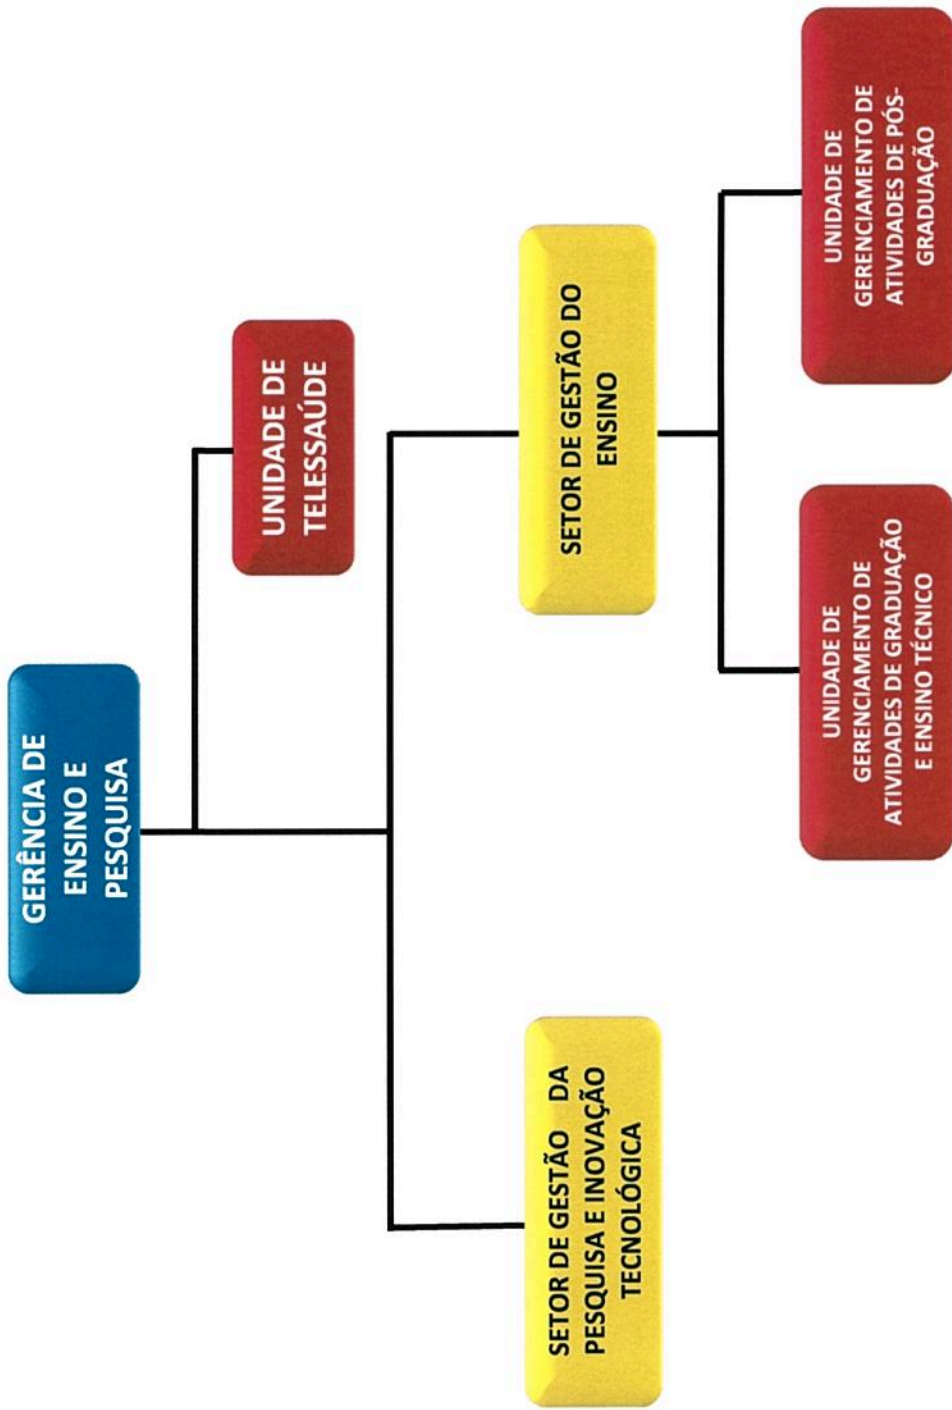 GERÊNCIA DE
ENSINO E
PESQUISA
UNIDADE DE
TELESSAÚDE
SETOR DE GESTÃO DA
PESQUISA E INOVAÇÃO
TECNOLÓGICA
SETOR DE GESTÃO DO
ENSINO
UNIDADE DE
GERENCIAMENTO DE
ATIVIDADES DE GRADUAÇÃO
E ENSINO TÉCNICO
UNIDADE DE
GERENCIAMENTO DE
ATIVIDADES DE PÓS-
GRADUAÇÃO